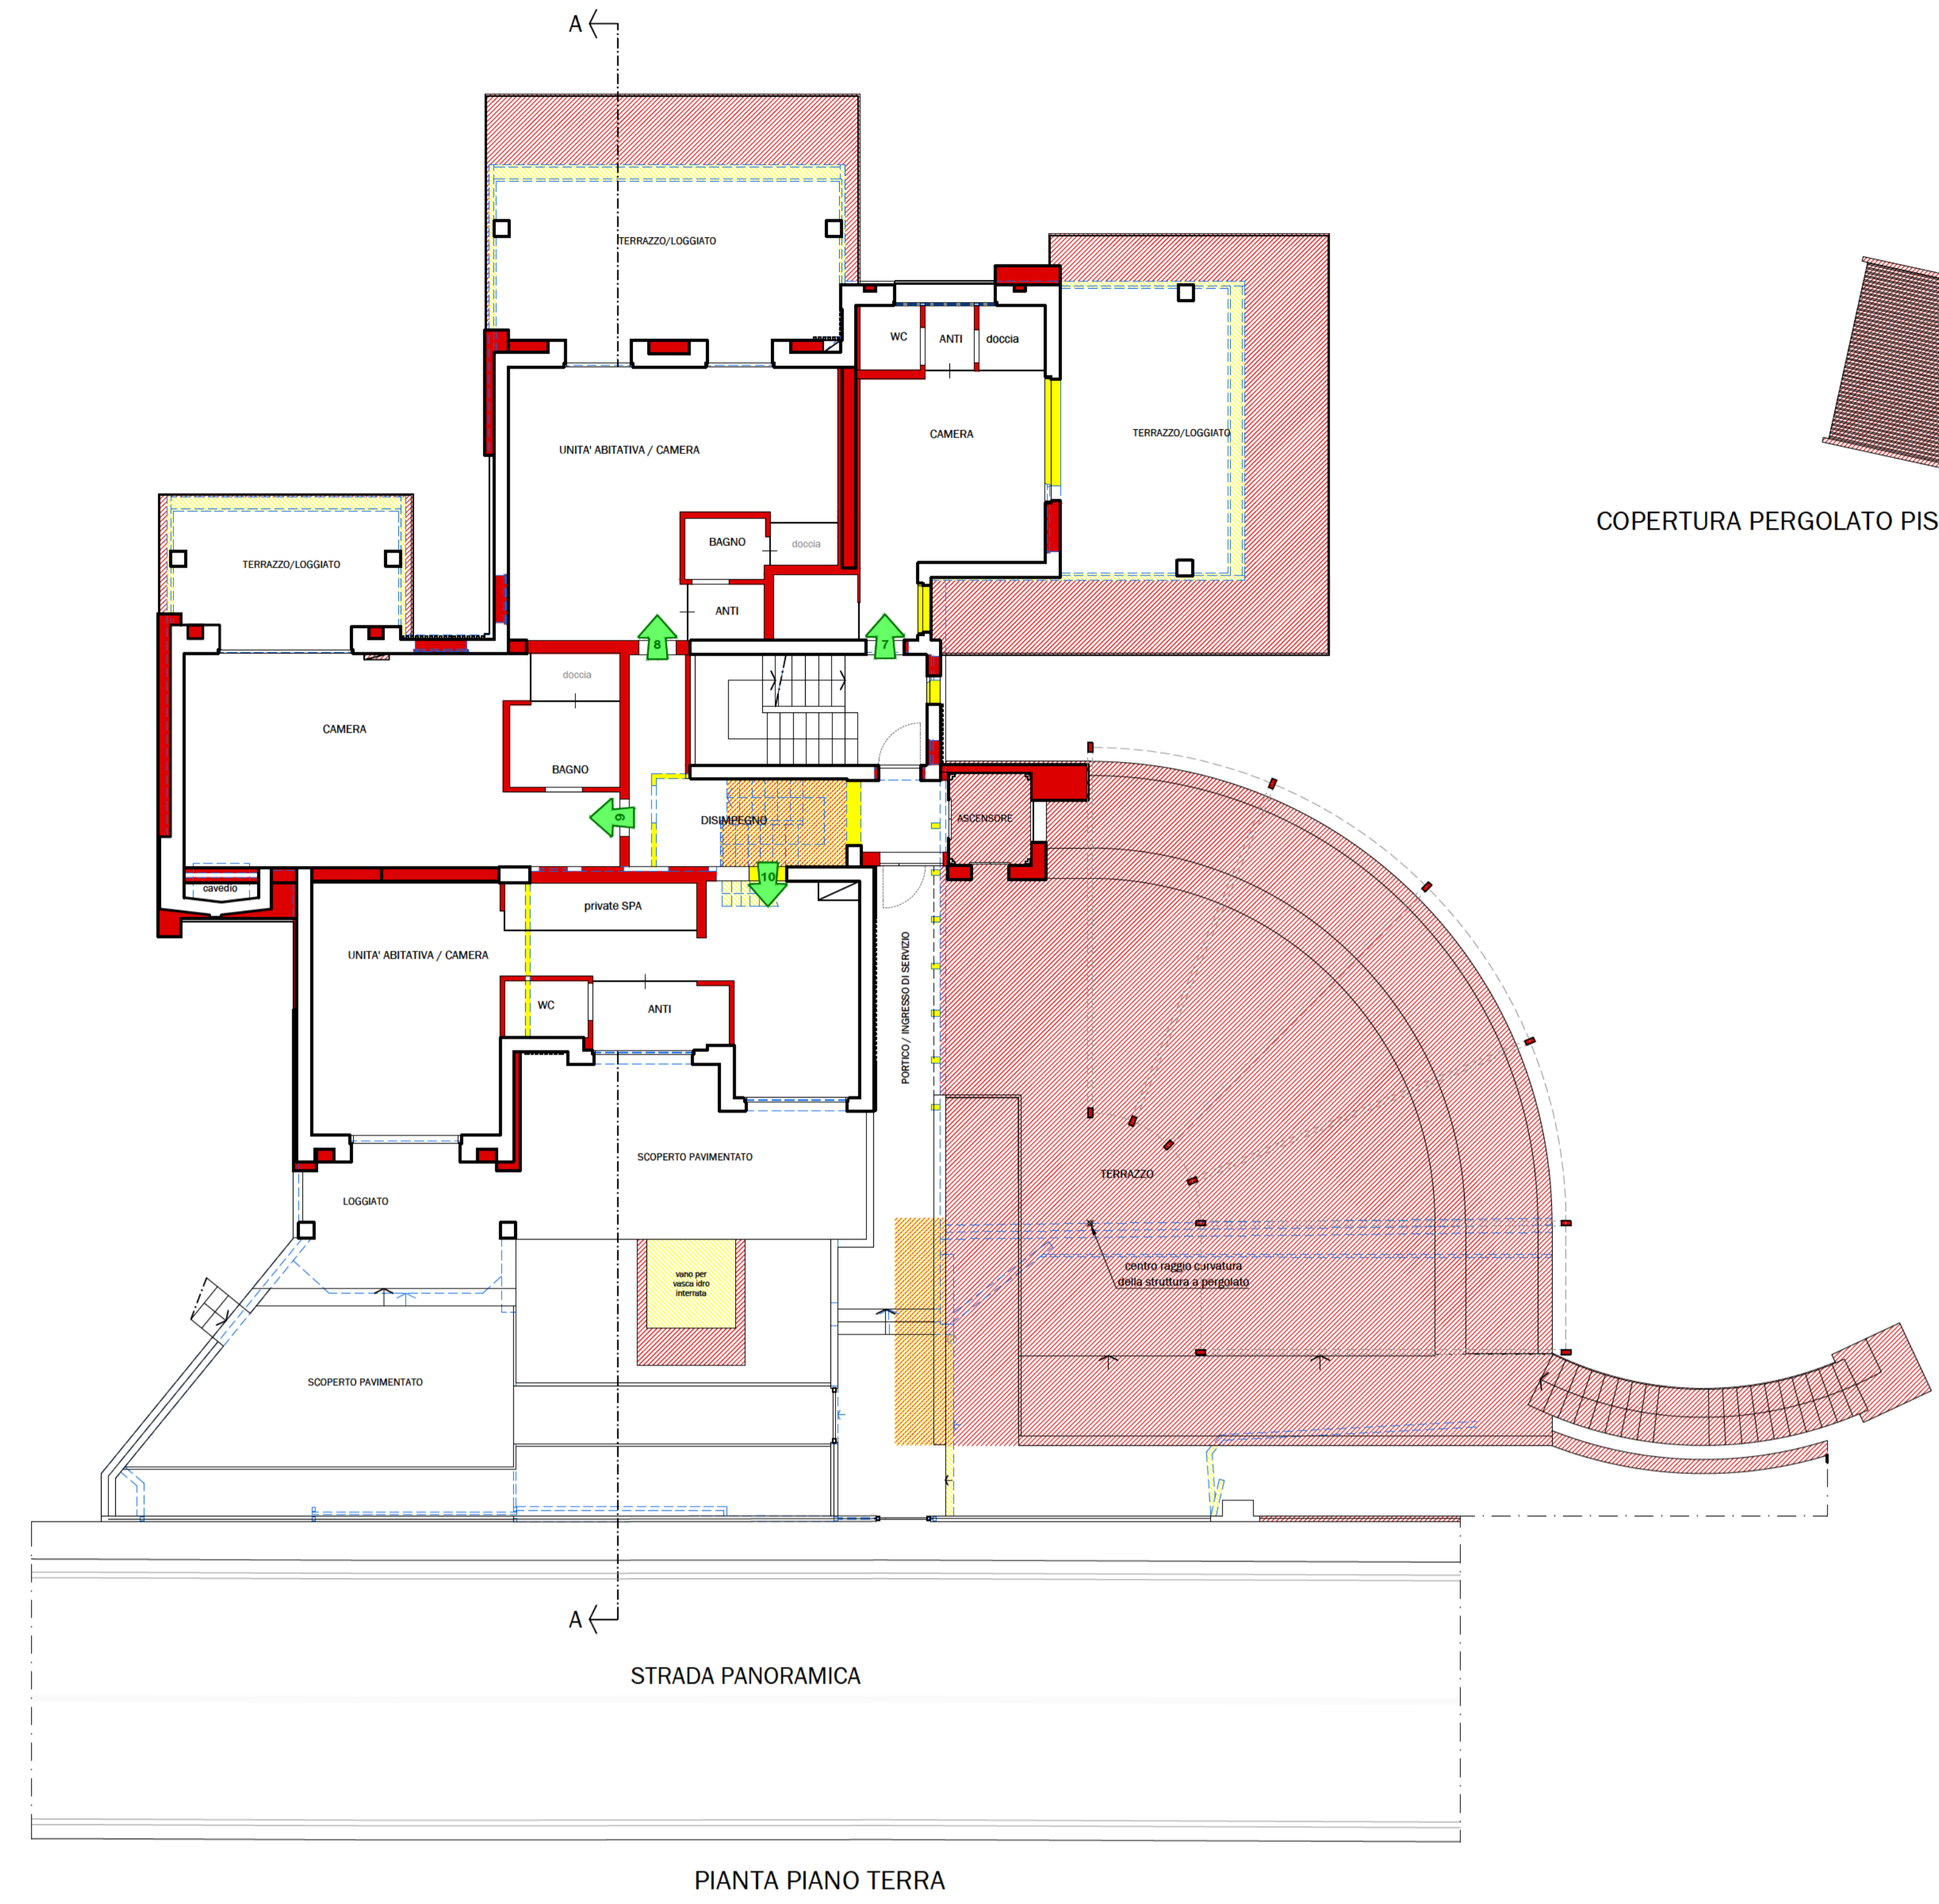 A
TERRAZZO/LOGGIATO
WC
ANTI
doccia
UNITA' ABITATIVA / CAMERA
CAMERA
TERRAZZO/LOGGIATO
COPERTURA PERGOLATO PIS
BAGNO
doccia
TERRAZZO/LOGGIATO
ANTI
8
7
doccia
CAMERA
BAGNO
9
DISIMPEGNO
ASCENSORE
10
cavedio
private SPA
UNITA' ABITATIVA / CAMERA
WC
ANTI
PORTICO / INGRESSO DI SERVIZIO
SCOPERTO PAVIMENTATO
TERRAZZO
LOGGIATO
centro raggio curvatura
della struttura a pergolato
vano per
vasca idro
interrata
SCOPERTO PAVIMENTATO
A
STRADA PANORAMICA
PIANTA PIANO TERRA